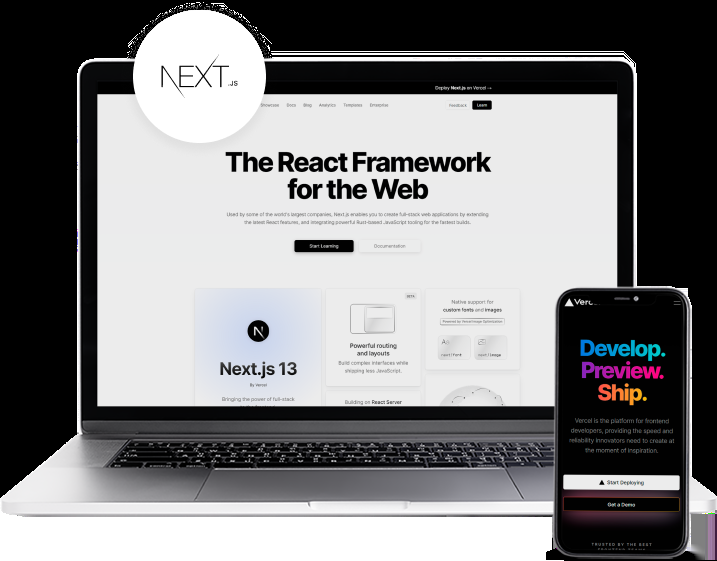 NEXT.JS
Deploy Next.js on Vercel →
Showcase Docs Blog Analytics Templates Enterprise
Feedback Learn
The React Framework
for the Web
Used by some of the world's largest companies, Next.js enables you to create full-stack web applications by extending
the latest React features, and integrating powerful Rust-based JavaScript tooling for the fastest builds.
Start Learning Documentation
N
Next.js 13
By Vercel
Bringing the power of full-stack
BETA
Powerful routing
and layouts
Build complex interfaces while
shipping less JavaScript.
Building on React Server
Native support for
custom fonts and images
Powered by Vercel Image Optimization
next/font
next/image
Verc
Develop.
Preview.
Ship.
Vercel is the platform for frontend
developers, providing the speed and
reliability innovators need to create at
the moment of inspiration.
Start Deploying
Get a Demo
TRUSTED BY THE BEST
FRONTEND TEAMS